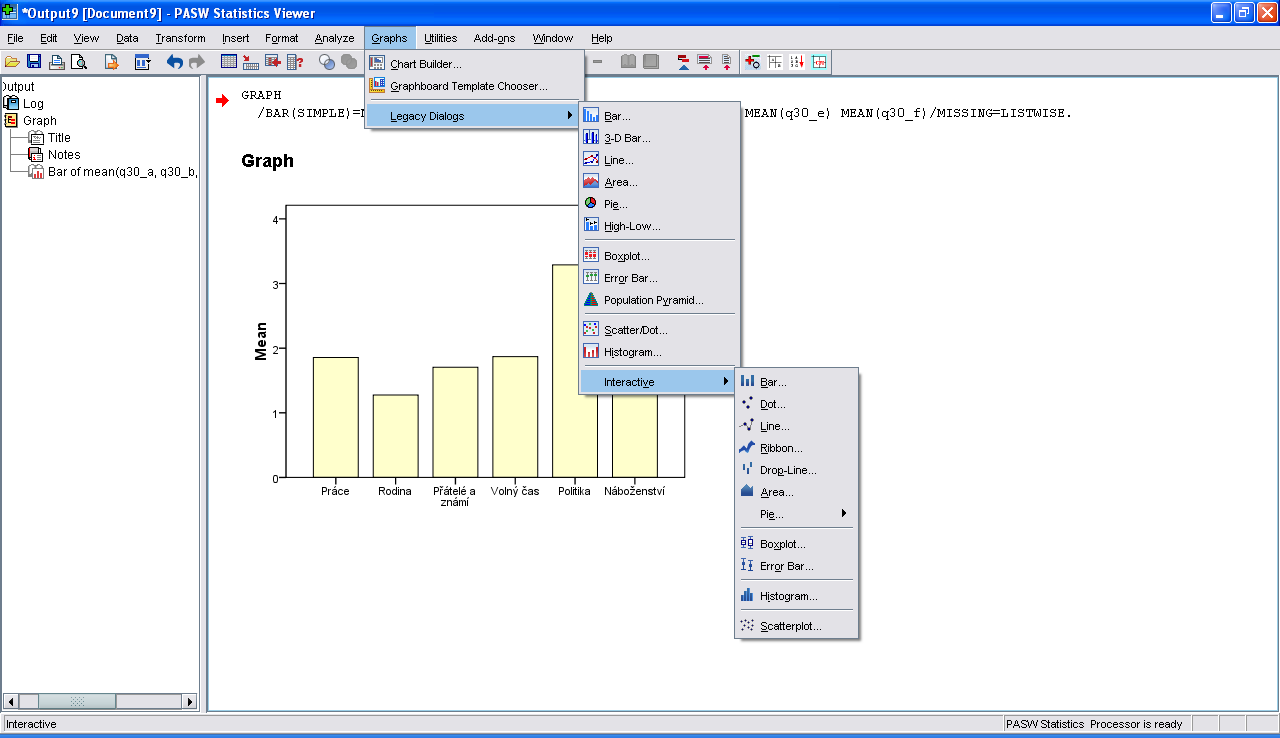 *Output9 [Document9] - PASW Statistics Viewer
File Edit View Data Transform Insert Format Analyze Graphs Utilities Add-ons Window Help
Output
Log
Graph
Title
Notes
Bar of mean(q30_a, q30_b,
GRAPH
/BAR(SIMPLE)=
MEAN(q30_e) MEAN(q30_f)/MISSING=LISTWISE.
Graph
Mean
4
3
2
1
0
Práce
Rodina
Přátelé a
známí
Volný čas
Politika
Náboženství
Chart Builder...
Graphboard Template Chooser...
Legacy Dialogs
Bar...
3-D Bar...
Line...
Area...
Pie...
High-Low...
Boxplot...
Error Bar...
Population Pyramid...
Scatter/Dot...
Histogram...
Interactive
Bar...
Dot...
Line...
Ribbon...
Drop-Line...
Area...
Pie...
Boxplot...
Error Bar...
Histogram...
Scatterplot...
Interactive
PASW Statistics Processor is ready